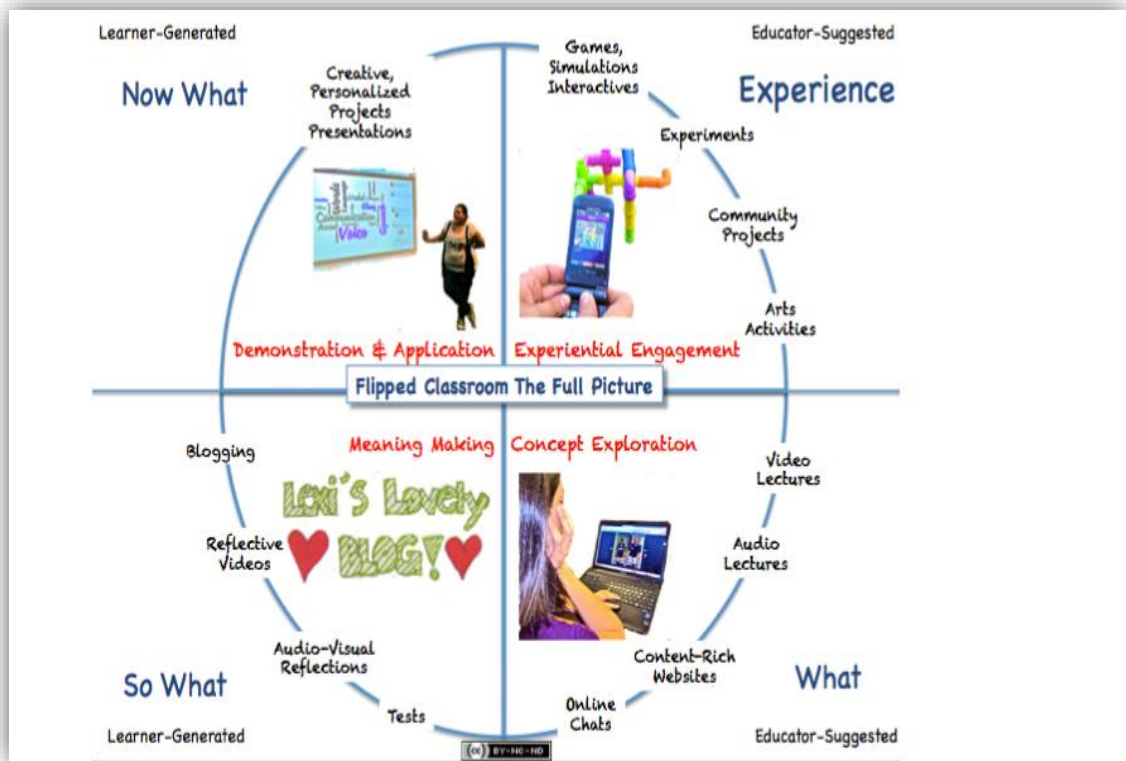 Learner-Generated
Educator-Suggested
Now What
Experience
Creative,
Personalized
Projects
Presentations
Games,
Simulations
Interactives
Experiments
Community
Projects
Arts
Activities
Communication
Voice
Demonstration & Application
Experiential Engagement
Flipped Classroom The Full Picture
Meaning Making
Concept Exploration
Blogging
Lexi's Lovely
BLOG!
Reflective
Videos
Video
Lectures
Audio
Lectures
Audio-Visual
Reflections
Content-Rich
Websites
So What
What
Tests
Online
Chats
Learner-Generated
Educator-Suggested
cc BY-NC-ND